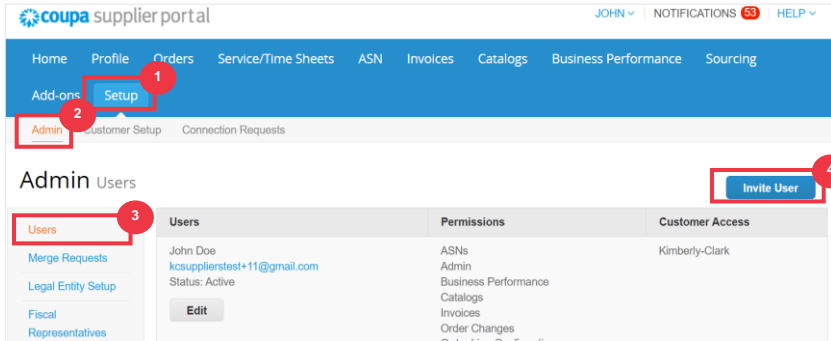 coupa supplier portal
JOHN NOTIFICATIONS 53 HELP
Home Profile Orders Service/Time Sheets ASN Invoices Catalogs Business Performance Sourcing
1
Add-ons Setup
2
Admin Customer Setup Connection Requests
4
Admin Users
Invite User
3
Users
Users Permissions Customer Access
Merge Requests
Legal Entity Setup
Fiscal
Representatives
John Doe
kcsupplierstest+11@gmail.com
Status: Active
Edit
ASNs
Admin
Business Performance
Catalogs
Invoices
Order Changes
Kimberly-Clark